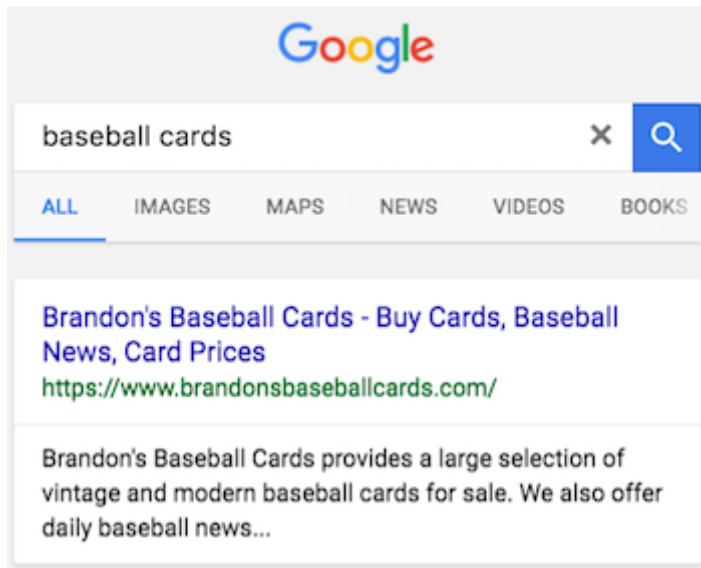 Google
baseball cards
ALL IMAGES MAPS NEWS VIDEOS BOOKS
Brandon's Baseball Cards - Buy Cards, Baseball
News, Card Prices
https://www.brandonsbaseballcards.com/
Brandon's Baseball Cards provides a large selection of
vintage and modern baseball cards for sale. We also offer
daily baseball news...